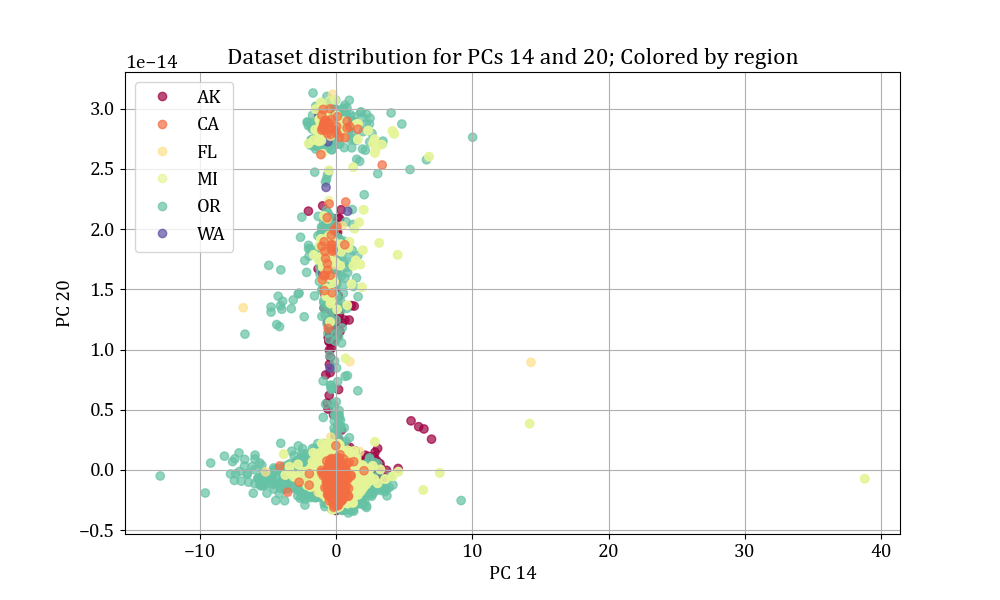 Dataset distribution for PCs 14 and 20; Colored by region
1e−14
AK
CA
FL
MI
OR
WA
3.0
2.5
2.0
1.5
1.0
0.5
0.0
−0.5
PC 20
−10
0
10
20
30
40
PC 14